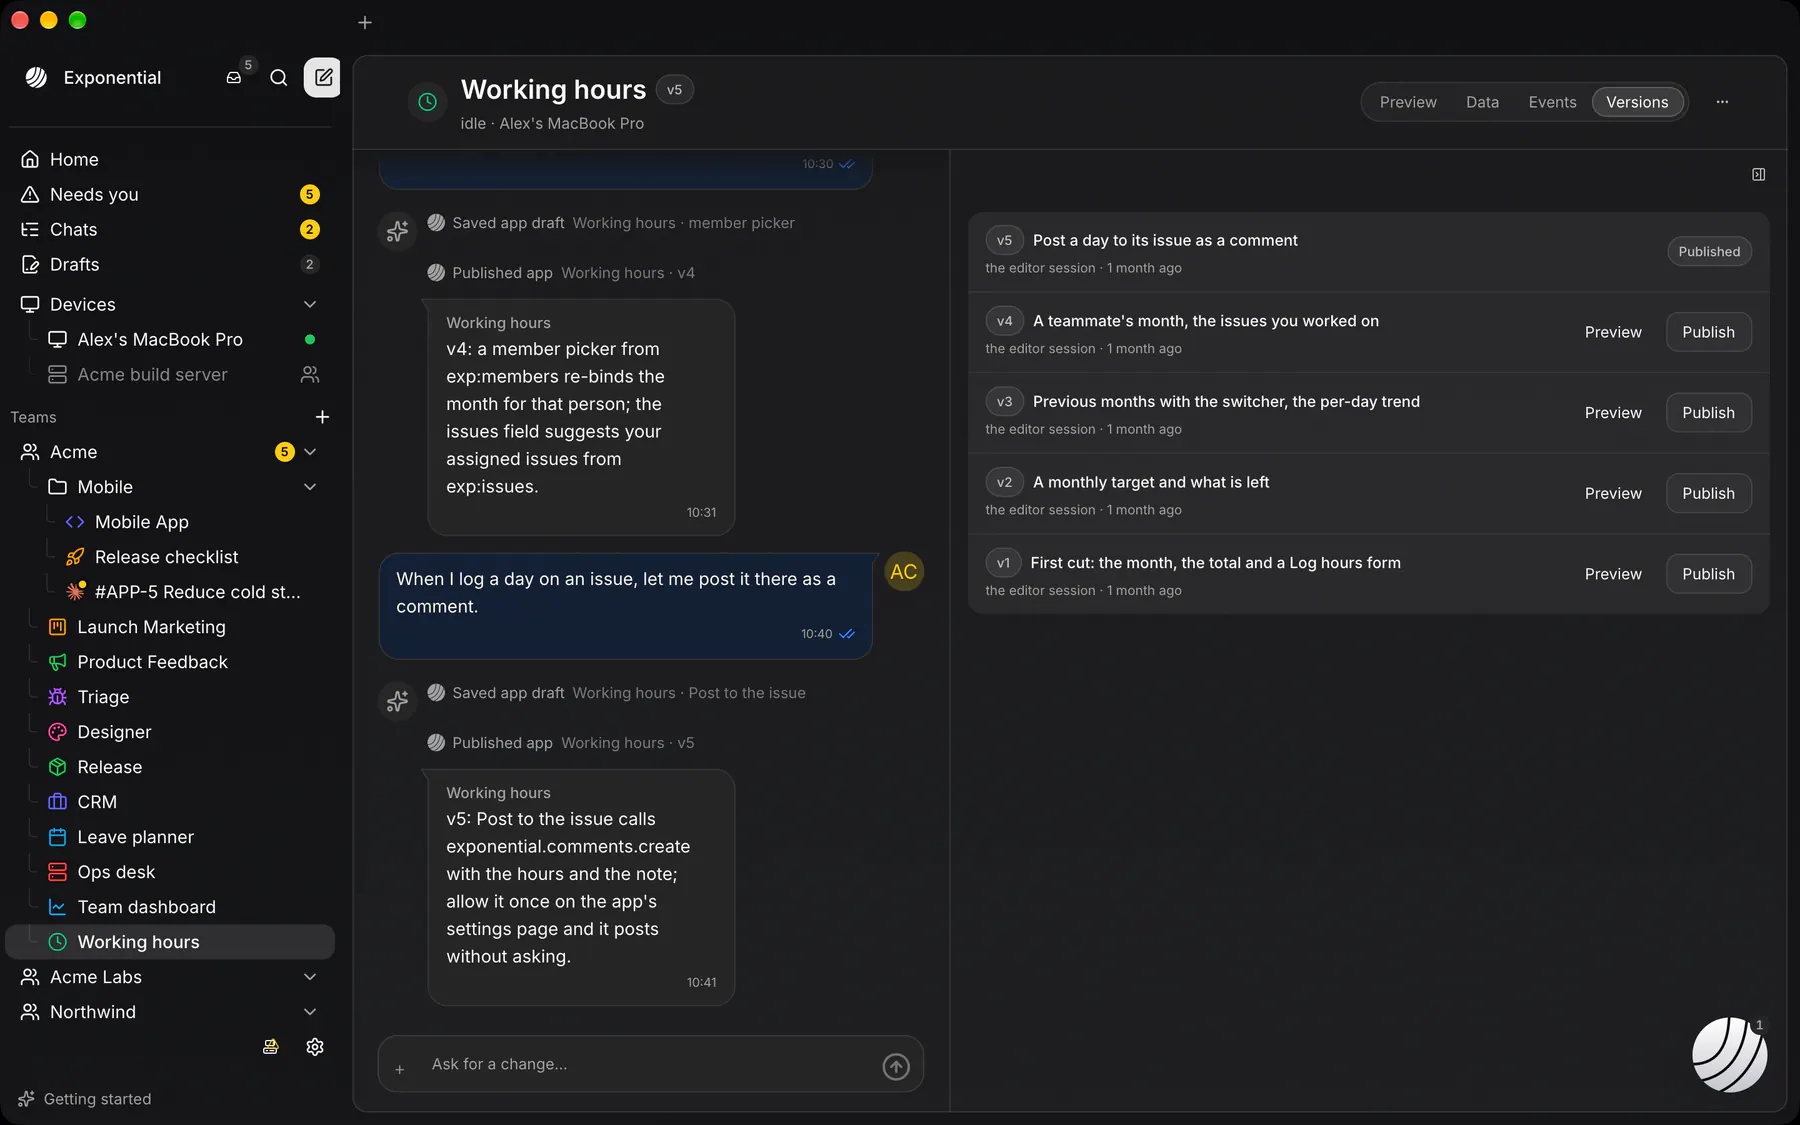 Exponential
5
Home
Needs you
5
Chats
2
Drafts
2
Devices
Alex's MacBook Pro
Acme build server
Teams
Acme
5
Mobile
Mobile App
Release checklist
#APP-5 Reduce cold st...
Launch Marketing
Product Feedback
Triage
Designer
Release
CRM
Leave planner
Ops desk
Team dashboard
Working hours
Acme Labs
Northwind
Getting started
Working hours v5
idle · Alex's MacBook Pro
Preview Data Events Versions
10:30
Saved app draft Working hours · member picker
Published app Working hours · v4
Working hours
v4: a member picker from
exp:members re-binds the
month for that person; the
issues field suggests your
assigned issues from
exp:issues.
10:31
When I log a day on an issue, let me post it there as a
comment.
10:40
AC
Saved app draft Working hours · Post to the issue
Published app Working hours · v5
Working hours
v5: Post to the issue calls
exponential.comments.create
with the hours and the note;
allow it once on the app's
settings page and it posts
without asking.
10:41
Ask for a change...
v5 Post a day to its issue as a comment
the editor session · 1 month ago
Published
v4 A teammate's month, the issues you worked on
the editor session · 1 month ago
Preview Publish
v3 Previous months with the switcher, the per-day trend
the editor session · 1 month ago
Preview Publish
v2 A monthly target and what is left
the editor session · 1 month ago
Preview Publish
v1 First cut: the month, the total and a Log hours form
the editor session · 1 month ago
Preview Publish
1